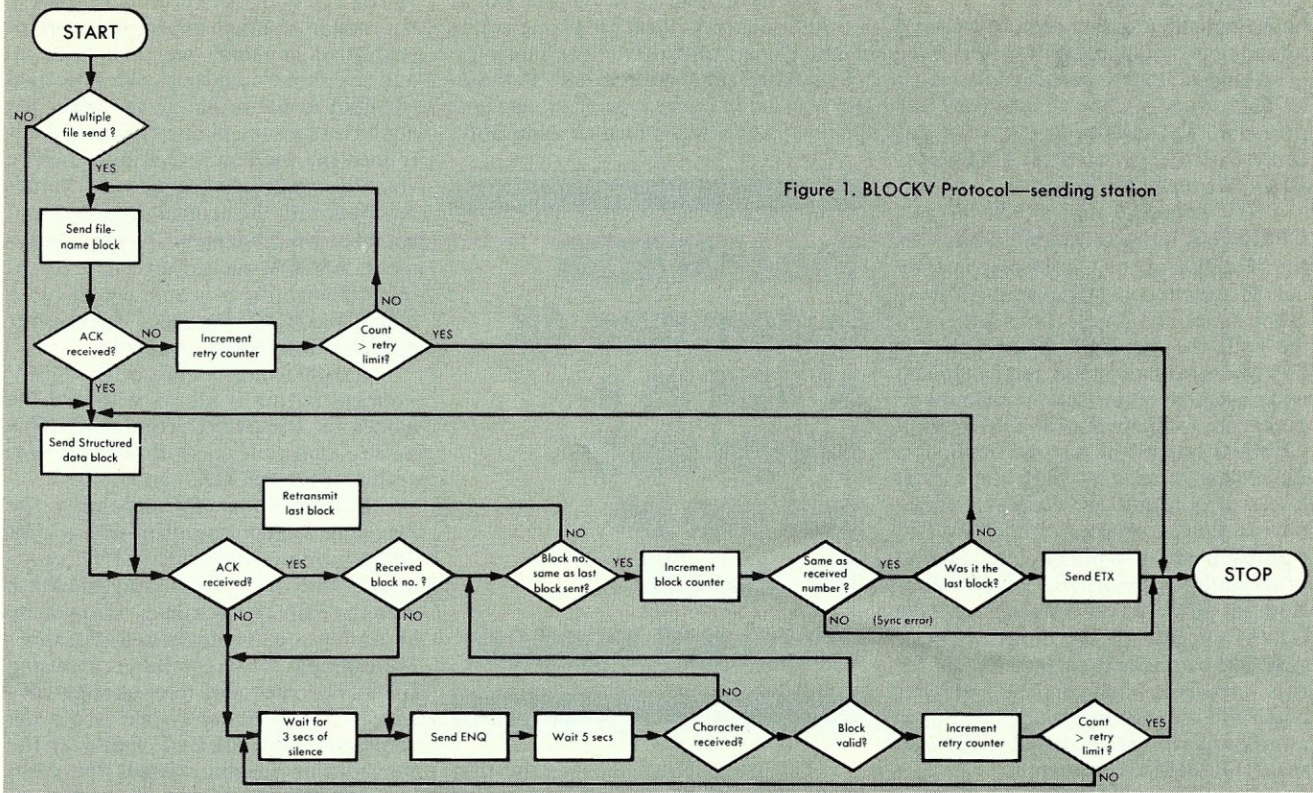 START
Multiple
file send ?
NO
YES
Figure 1. BLOCKV Protocol—sending station
Send file-
name block
NO
ACK
received?
NO
Increment
retry counter
Count
> retry
limit?
YES
YES
Send Structured
data block
Retransmit
last block
NO
NO
ACK
received?
YES
Received
block no. ?
Block no.
same as last
block sent?
YES
Increment
block counter
Same as
received
number ?
YES
Was it the
last block?
Send ETX
STOP
NO
NO
NO
(Sync error)
Wait for
3 secs of
silence
Send ENQ
Wait 5 secs
NO
Character
received?
Block
valid?
Increment
retry counter
Count
> retry
limit ?
YES
NO